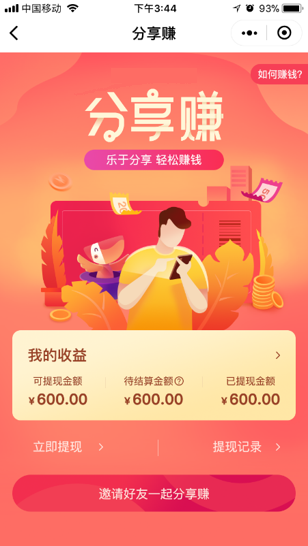 中国移动
下午3:44
93%
分享赚
如何赚钱?
分享赚
乐于分享 轻松赚钱
我的收益
可提现金额 待结算金额 已提现金额
¥600.00 ¥600.00 ¥600.00
立即提现 提现记录
邀请好友一起分享赚